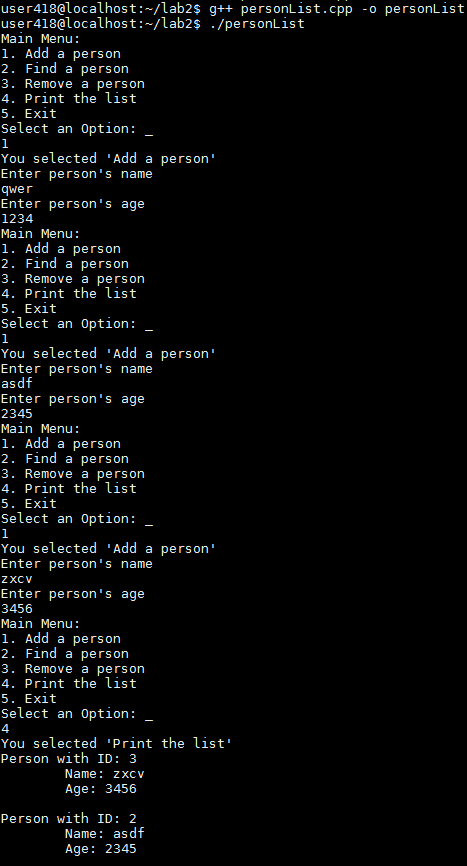 user418@localhost:~/lab2$ g++ personList.cpp -o personList
user418@localhost:~/lab2$ ./personList
Main Menu:
1. Add a person
2. Find a person
3. Remove a person
4. Print the list
5. Exit
Select an Option: _
1
You selected 'Add a person'
Enter person's name
qwer
Enter person's age
1234
Main Menu:
1. Add a person
2. Find a person
3. Remove a person
4. Print the list
5. Exit
Select an Option: _
1
You selected 'Add a person'
Enter person's name
asdf
Enter person's age
2345
Main Menu:
1. Add a person
2. Find a person
3. Remove a person
4. Print the list
5. Exit
Select an Option: _
1
You selected 'Add a person'
Enter person's name
zxcv
Enter person's age
3456
Main Menu:
1. Add a person
2. Find a person
3. Remove a person
4. Print the list
5. Exit
Select an Option: _
4
You selected 'Print the list'
Person with ID: 3
Name: zxcv
Age: 3456
Person with ID: 2
Name: asdf
Age: 2345